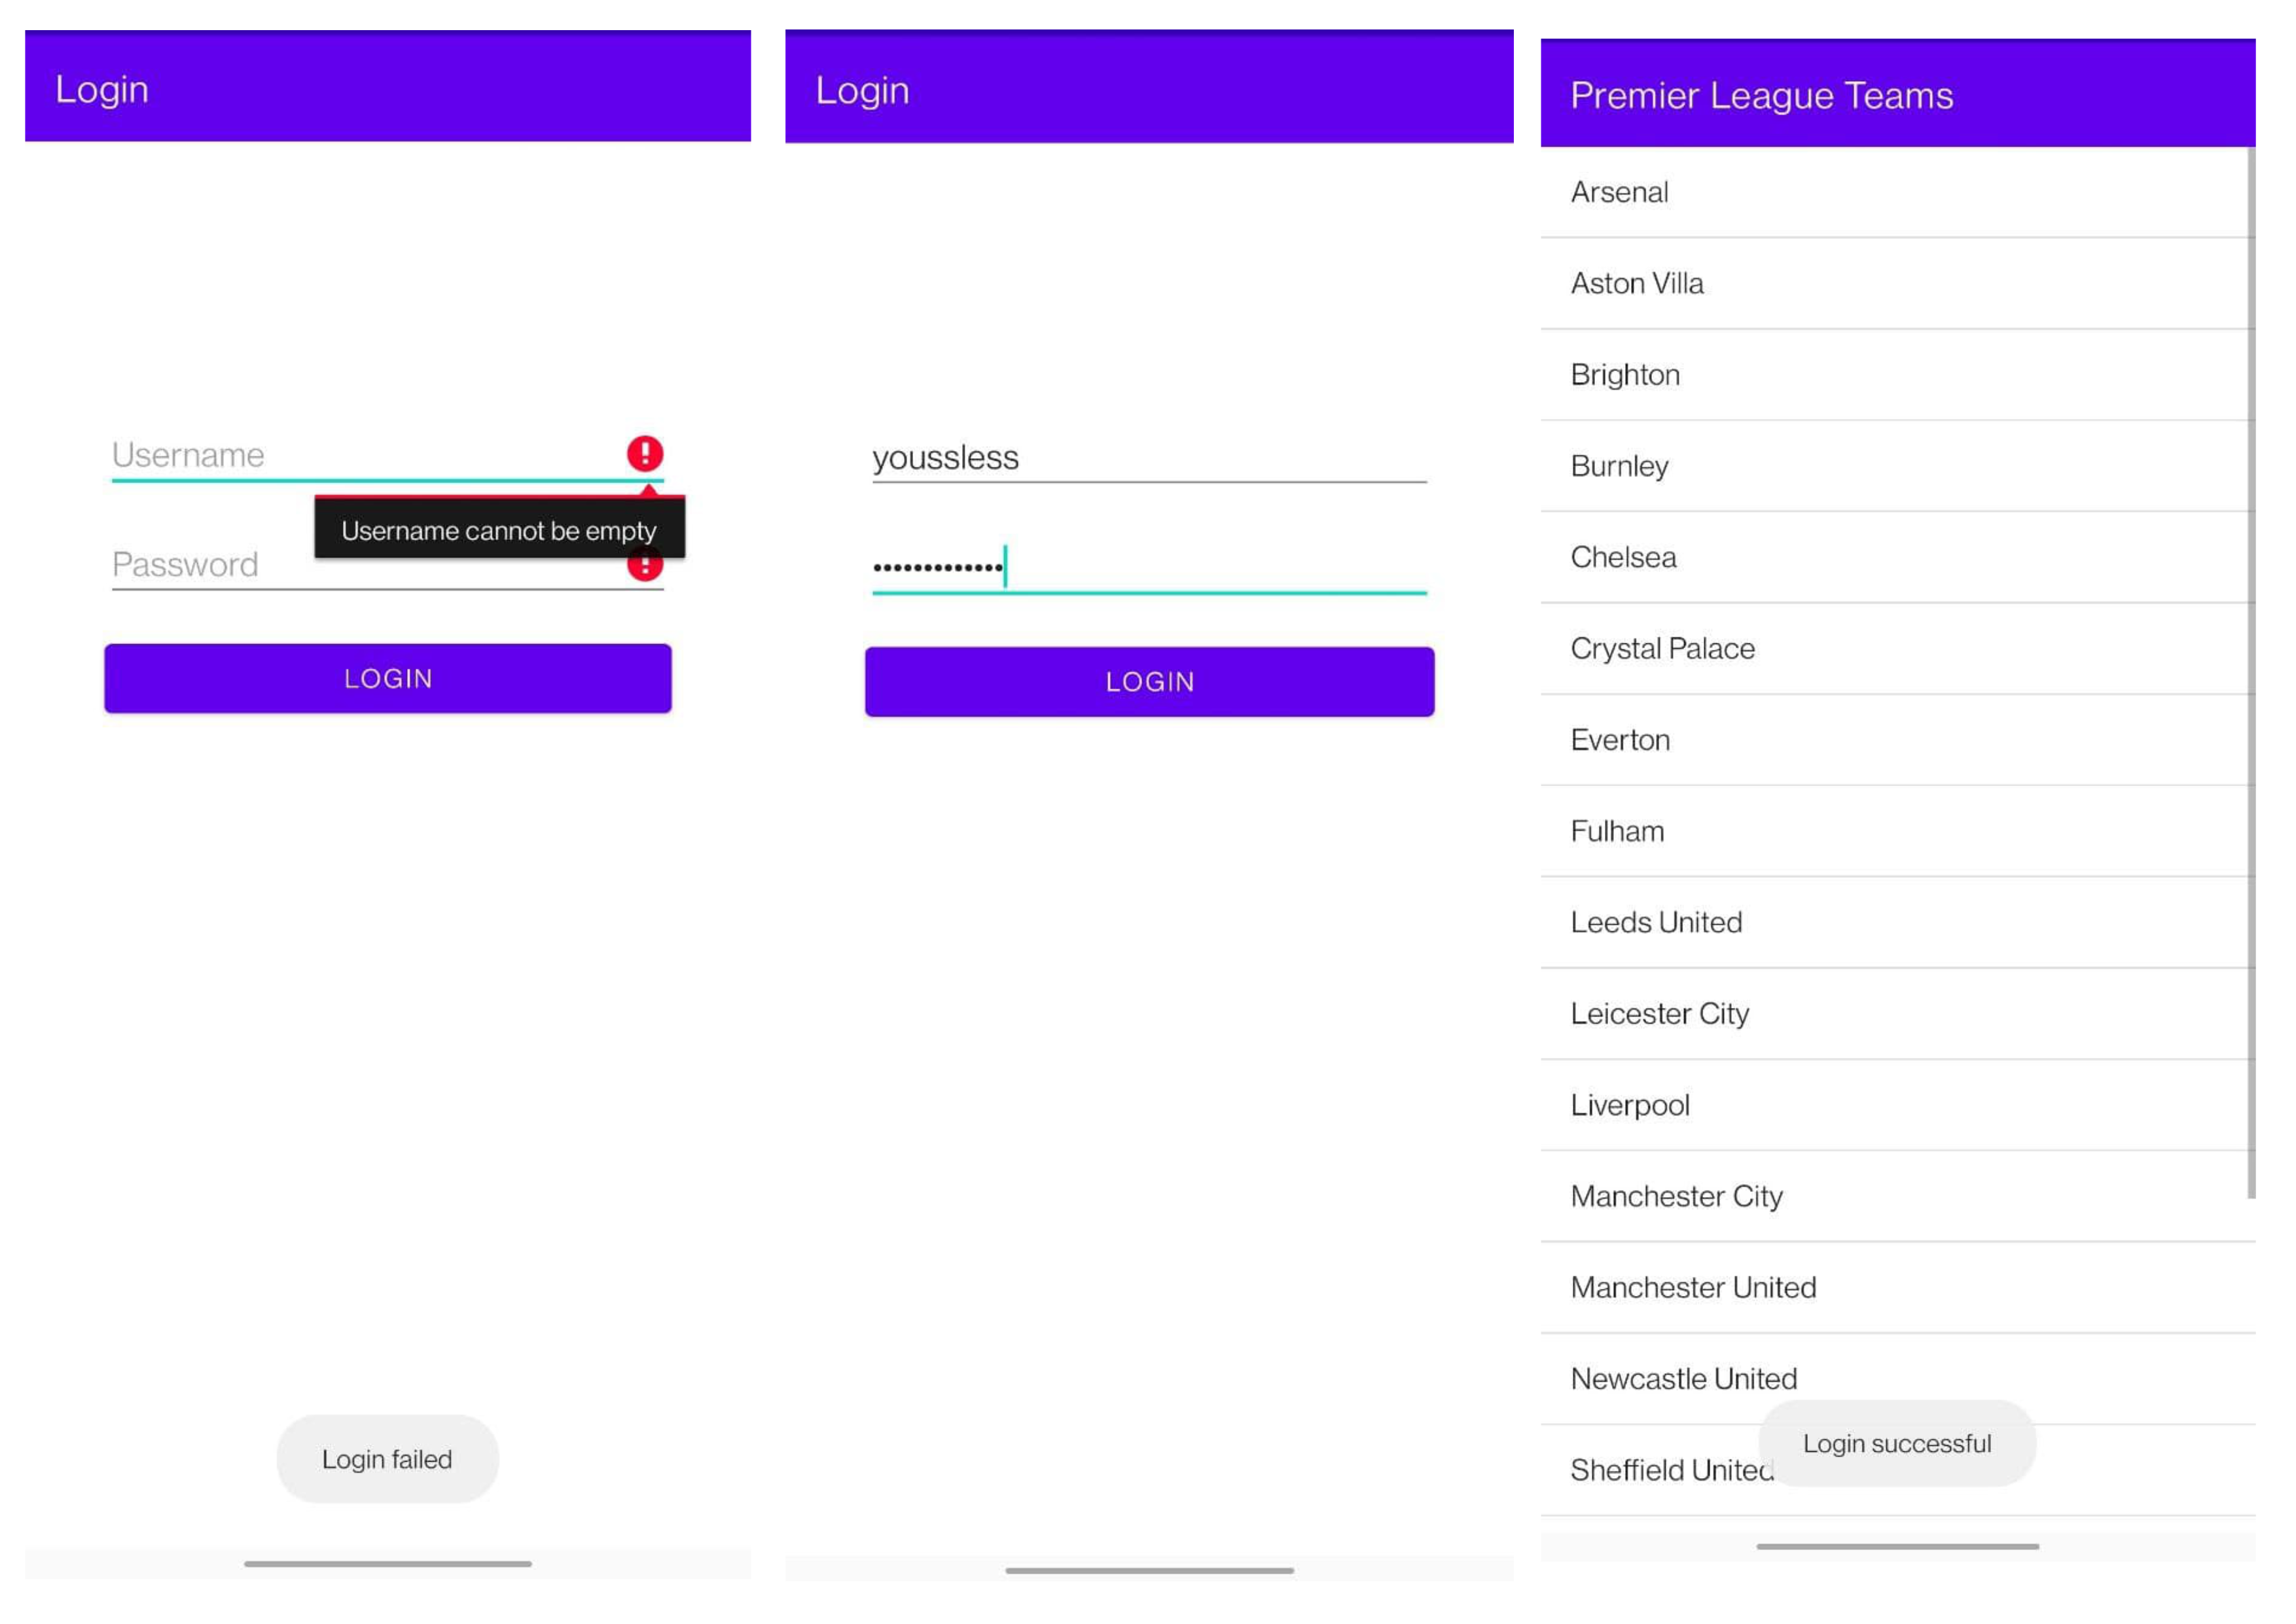 Login
Username
Username cannot be empty
Password
LOGIN
Login failed
Login
youssless
•••••••••••••
LOGIN
Premier League Teams
Arsenal
Aston Villa
Brighton
Burnley
Chelsea
Crystal Palace
Everton
Fulham
Leeds United
Leicester City
Liverpool
Manchester City
Manchester United
Newcastle United
Sheffield United
Login successful